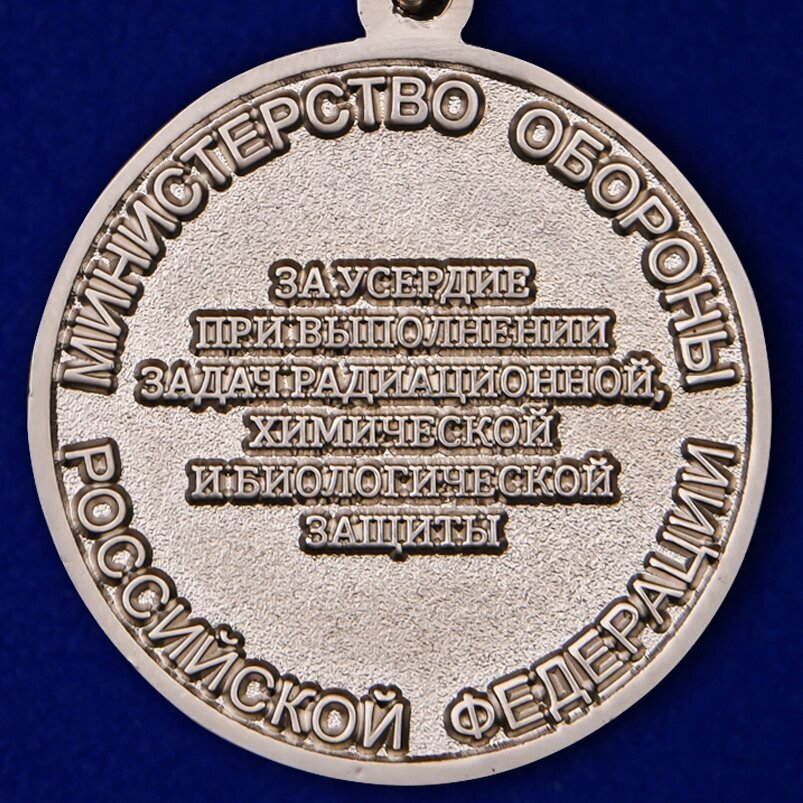 МИНИСТЕРСТВО ОБОРОНЫ
РОССИЙСКОЙ ФЕДЕРАЦИИ
ЗА УСЕРДИЕ
ПРИ ВЫПОЛНЕНИИ
ЗАДАЧ РАДИАЦИОННОЙ,
ХИМИЧЕСКОЙ
И БИОЛОГИЧЕСКОЙ
ЗАЩИТЫ